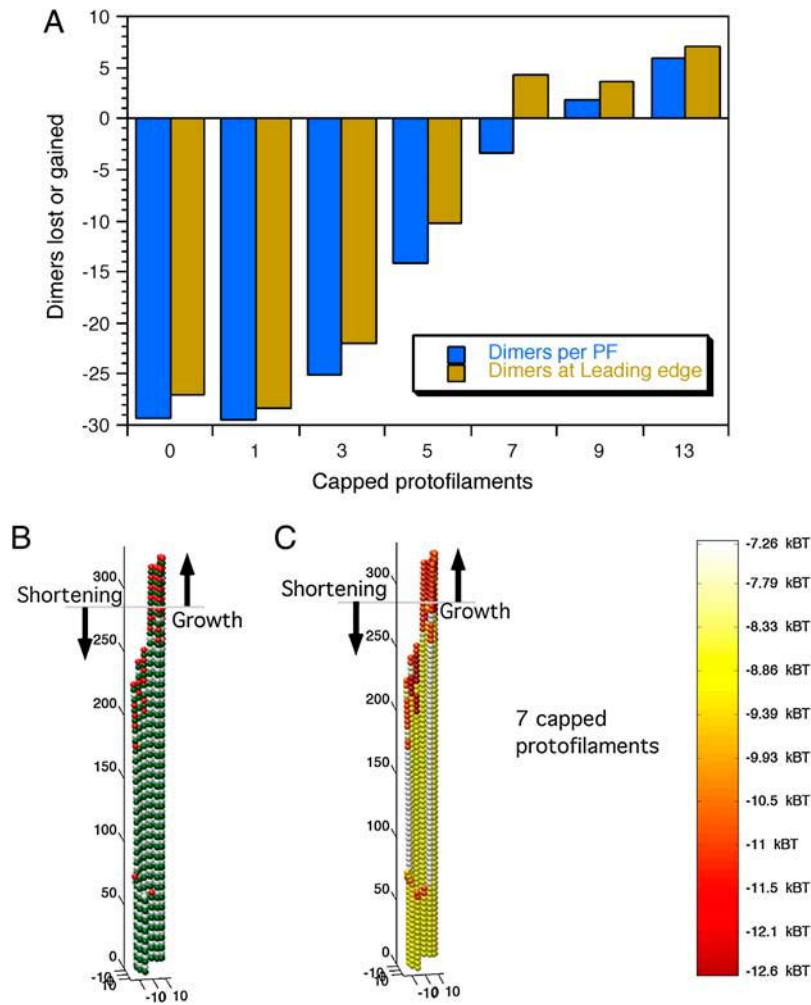 A
10
5
0
-5
-10
-15
-20
-25
-30
Dimers lost or gained
Dimers per PF
Dimers at Leading edge
0 1 3 5 7 9 13
Capped protofilaments
B
300
250
200
150
100
50
0
-10
10
-10 10
Shortening
Growth
C
300
250
200
150
100
50
0
-10
10
-10 10
Shortening
Growth
7 capped
protofilaments
-7.26 kBT
-7.79 kBT
-8.33 kBT
-8.86 kBT
-9.39 kBT
-9.93 kBT
-10.5 kBT
-11 kBT
-11.5 kBT
-12.1 kBT
-12.6 kBT